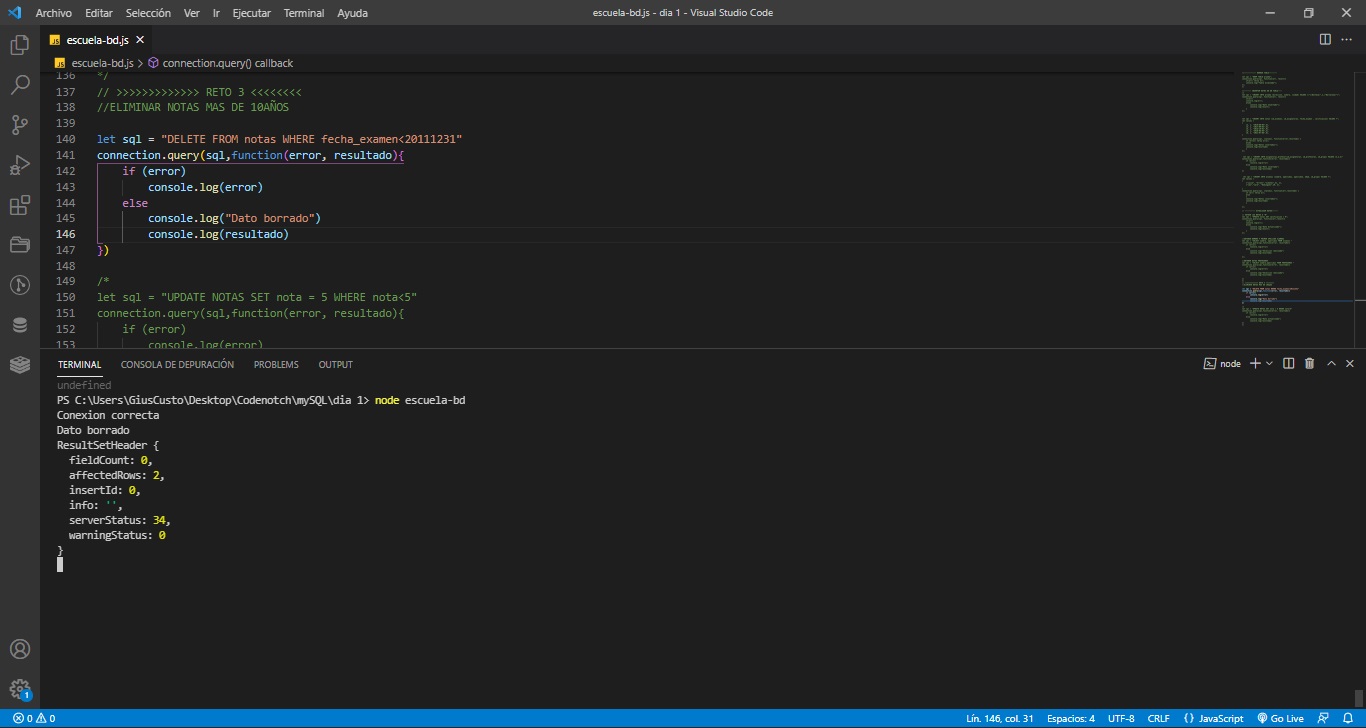 Archivo Editar Selección Ver Ir Ejecutar Terminal Ayuda
escuela-bd.js - dia 1 - Visual Studio Code
JS escuela-bd.js
JS escuela-bd.js > connection.query() callback
136 */
137 // >>>>>>>>>>>>> RETO 3 <<<<<<<<
138 //ELIMINAR NOTAS MAS DE 10AÑOS
139
140 let sql = "DELETE FROM notas WHERE fecha_examen<20111231"
141 connection.query(sql,function(error, resultado){
142 if (error)
143 console.log(error)
144 else
145 console.log("Dato borrado")
146 console.log(resultado)
147 })
148
149 /*
150 let sql = "UPDATE NOTAS SET nota = 5 WHERE nota<5"
151 connection.query(sql,function(error, resultado){
152 if (error)
153 console.log(error)
TERMINAL CONSOLA DE DEPURACIÓN PROBLEMS OUTPUT
node
undefined
PS C:\Users\GiusCusto\Desktop\Codenotch\mySQL\dia 1> node escuela-bd
Conexion correcta
Dato borrado
ResultSetHeader {
fieldCount: 0,
affectedRows: 2,
insertId: 0,
info: '',
serverStatus: 34,
warningStatus: 0
}
1
0 0
Lín. 146, col. 31 Espacios: 4 UTF-8 CRLF {} JavaScript Go Live